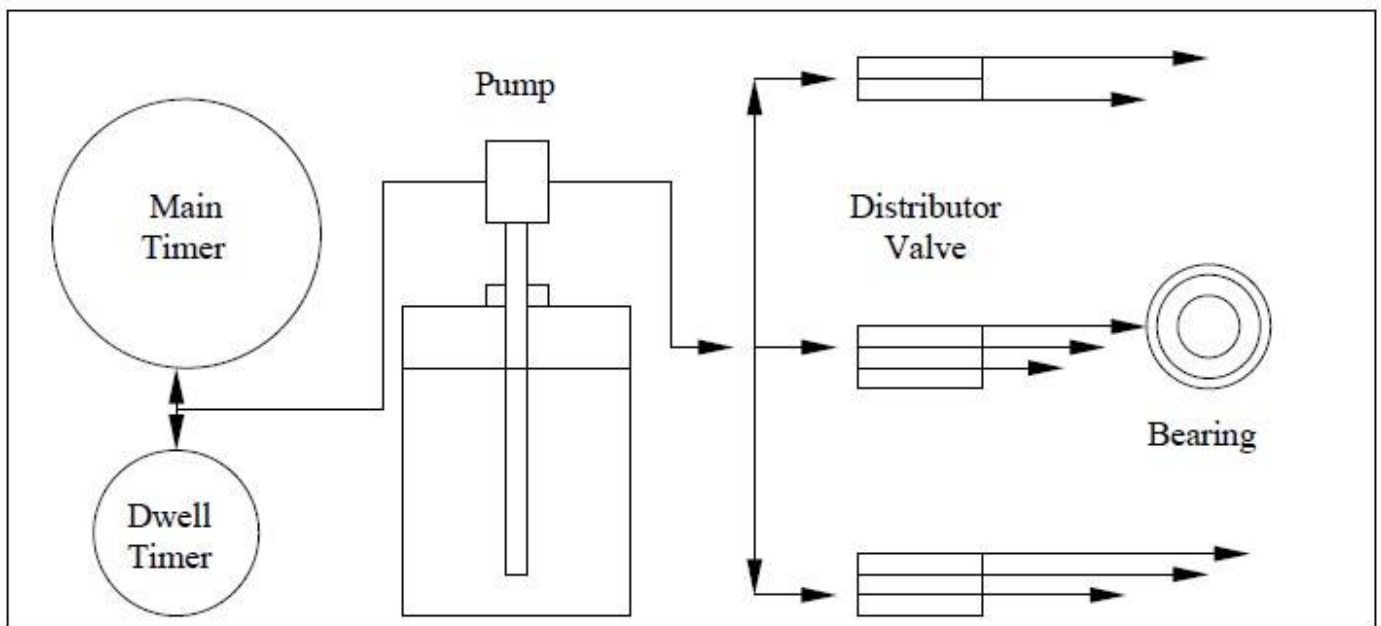 Pump
Main
Timer
Distributor
Valve
Bearing
Dwell
Timer